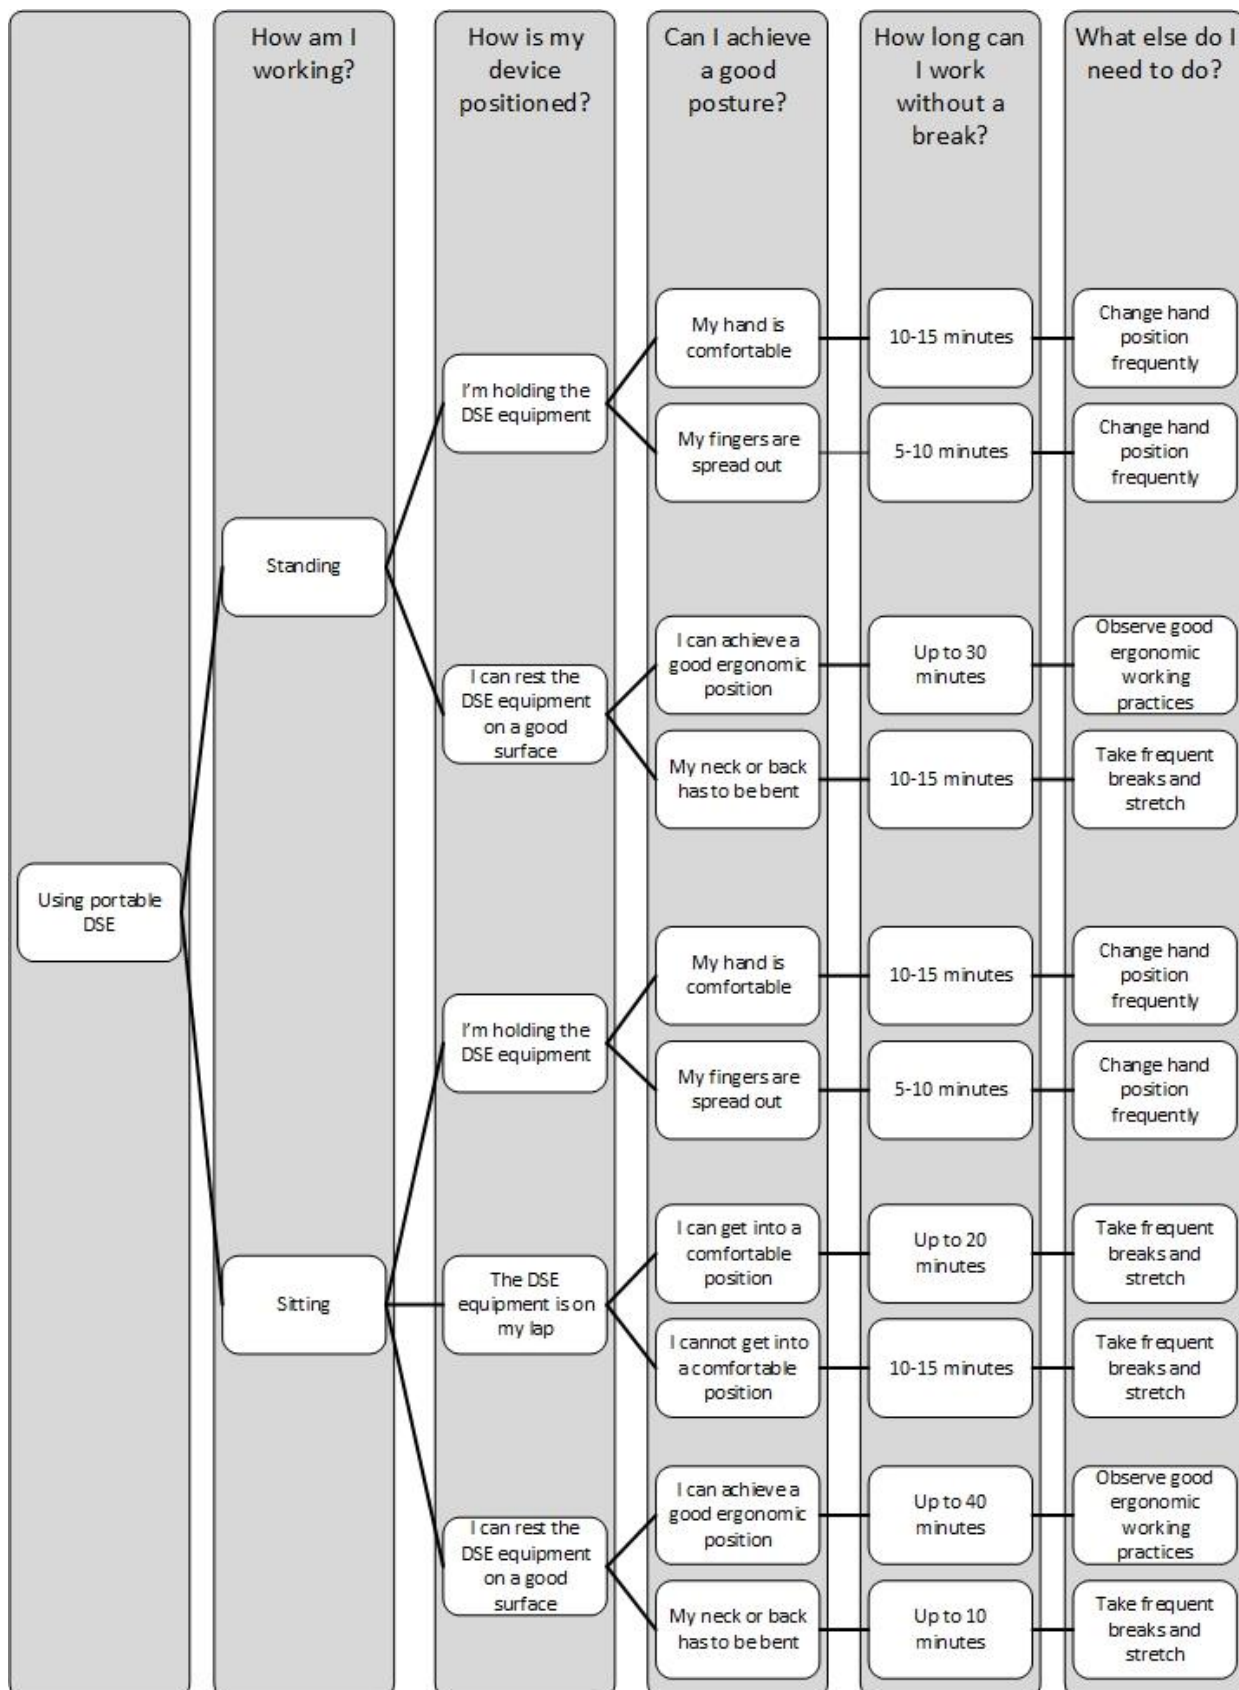 How am I
working?
How is my
device
positioned?
Can I achieve
a good
posture?
How long can
I work
without a
break?
What else do I
need to do?
Using portable
DSE
Standing
I'm holding the
DSE equipment
My hand is
comfortable
10-15 minutes
Change hand
position
frequently
My fingers are
spread out
5-10 minutes
Change hand
position
frequently
I can rest the
DSE equipment
on a good
surface
I can achieve a
good ergonomic
position
Up to 30
minutes
Observe good
ergonomic
working
practices
My neck or back
has to be bent
10-15 minutes
Take frequent
breaks and
stretch
Sitting
I'm holding the
DSE equipment
My hand is
comfortable
10-15 minutes
Change hand
position
frequently
My fingers are
spread out
5-10 minutes
Change hand
position
frequently
The DSE
equipment is on
my lap
I can get into a
comfortable
position
Up to 20
minutes
Take frequent
breaks and
stretch
I cannot get into
a comfortable
position
10-15 minutes
Take frequent
breaks and
stretch
I can rest the
DSE equipment
on a good
surface
I can achieve a
good ergonomic
position
Up to 40
minutes
Observe good
ergonomic
working
practices
My neck or back
has to be bent
Up to 10
minutes
Take frequent
breaks and
stretch